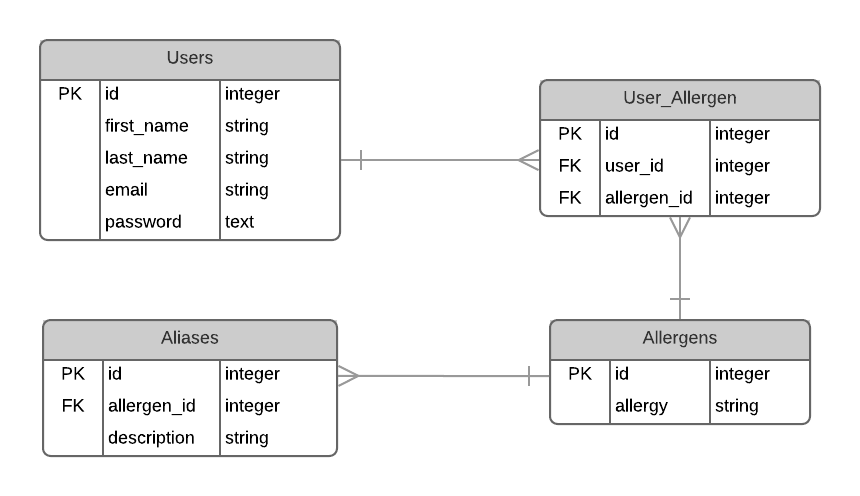 Users
PK id integer
first_name string
last_name string
email string
password text
User_Allergen
PK id integer
FK user_id integer
FK allergen_id integer
Aliases
PK id integer
FK allergen_id integer
description string
Allergens
PK id integer
allergy string